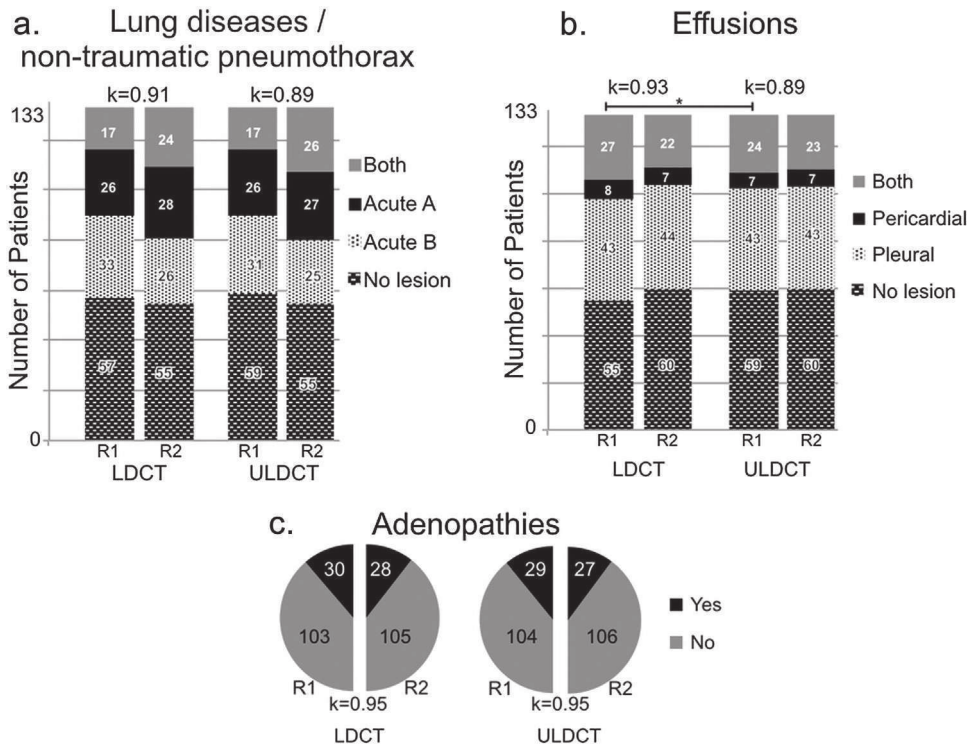 a. Lung diseases /
non-traumatic pneumothorax
k=0.91 k=0.89
133
17 24 17 26
26 28 26 27
33 26 31 25
57 55 59 55
0
Number of Patients
Both
Acute A
Acute B
No lesion
R1 R2 R1 R2
LDCT ULDCT
b. Effusions
k=0.93 * k=0.89
133
27 22 24 23
8 7 7 7
43 44 43 43
55 60 59 60
0
Number of Patients
Both
Pericardial
Pleural
No lesion
R1 R2 R1 R2
LDCT ULDCT
c. Adenopathies
30 28 29 27
103 105 104 106
Yes
No
R1 R2 R1 R2
k=0.95 k=0.95
LDCT ULDCT